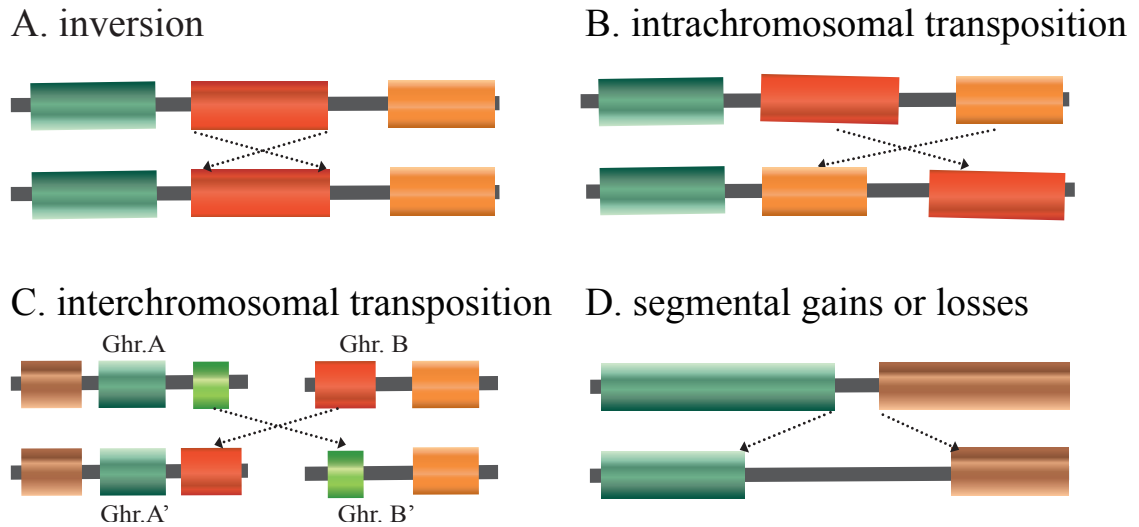 A. inversion
B. intrachromosomal transposition
C. interchromosomal transposition
Ghr.A
Ghr. B
Ghr.A’
Ghr. B’
D. segmental gains or losses